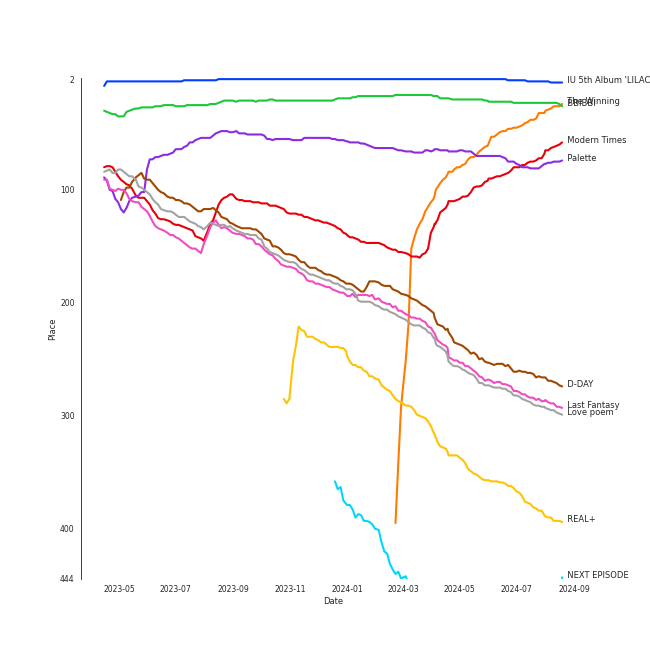 2
100
200
300
400
444
Place
2023-05
2023-07
2023-09
2023-11
2024-01
2024-03
2024-05
2024-07
2024-09
Date
IU 5th Album 'LILAC
The Winning
Modern Times
Palette
D-DAY
Last Fantasy
Love poem
REAL+
NEXT EPISODE